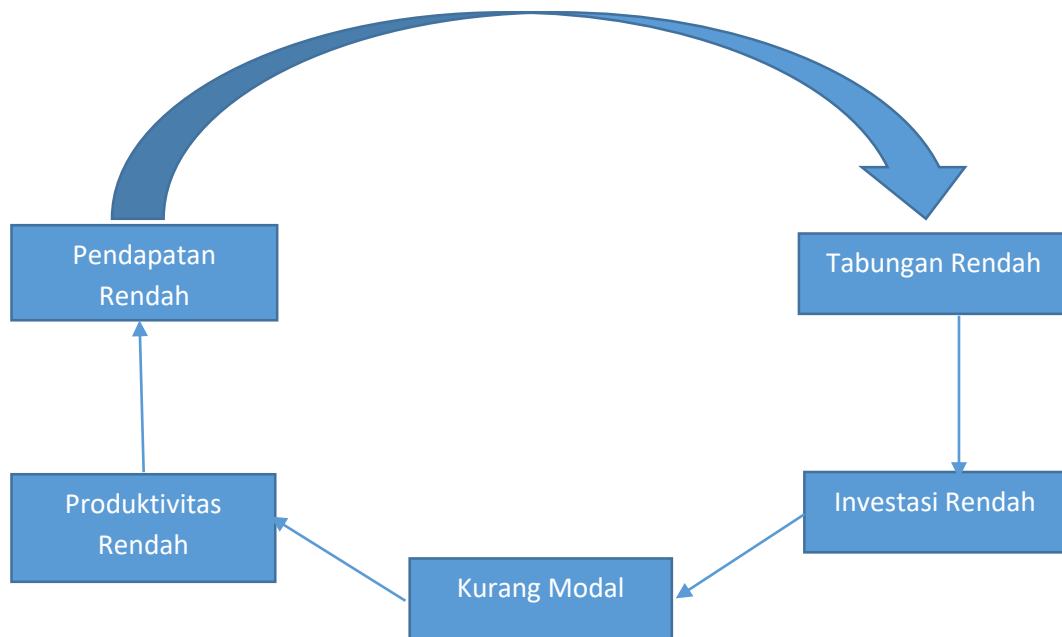 Pendapatan
Rendah
Tabungan Rendah
Produktivitas
Rendah
Investasi Rendah
Kurang Modal